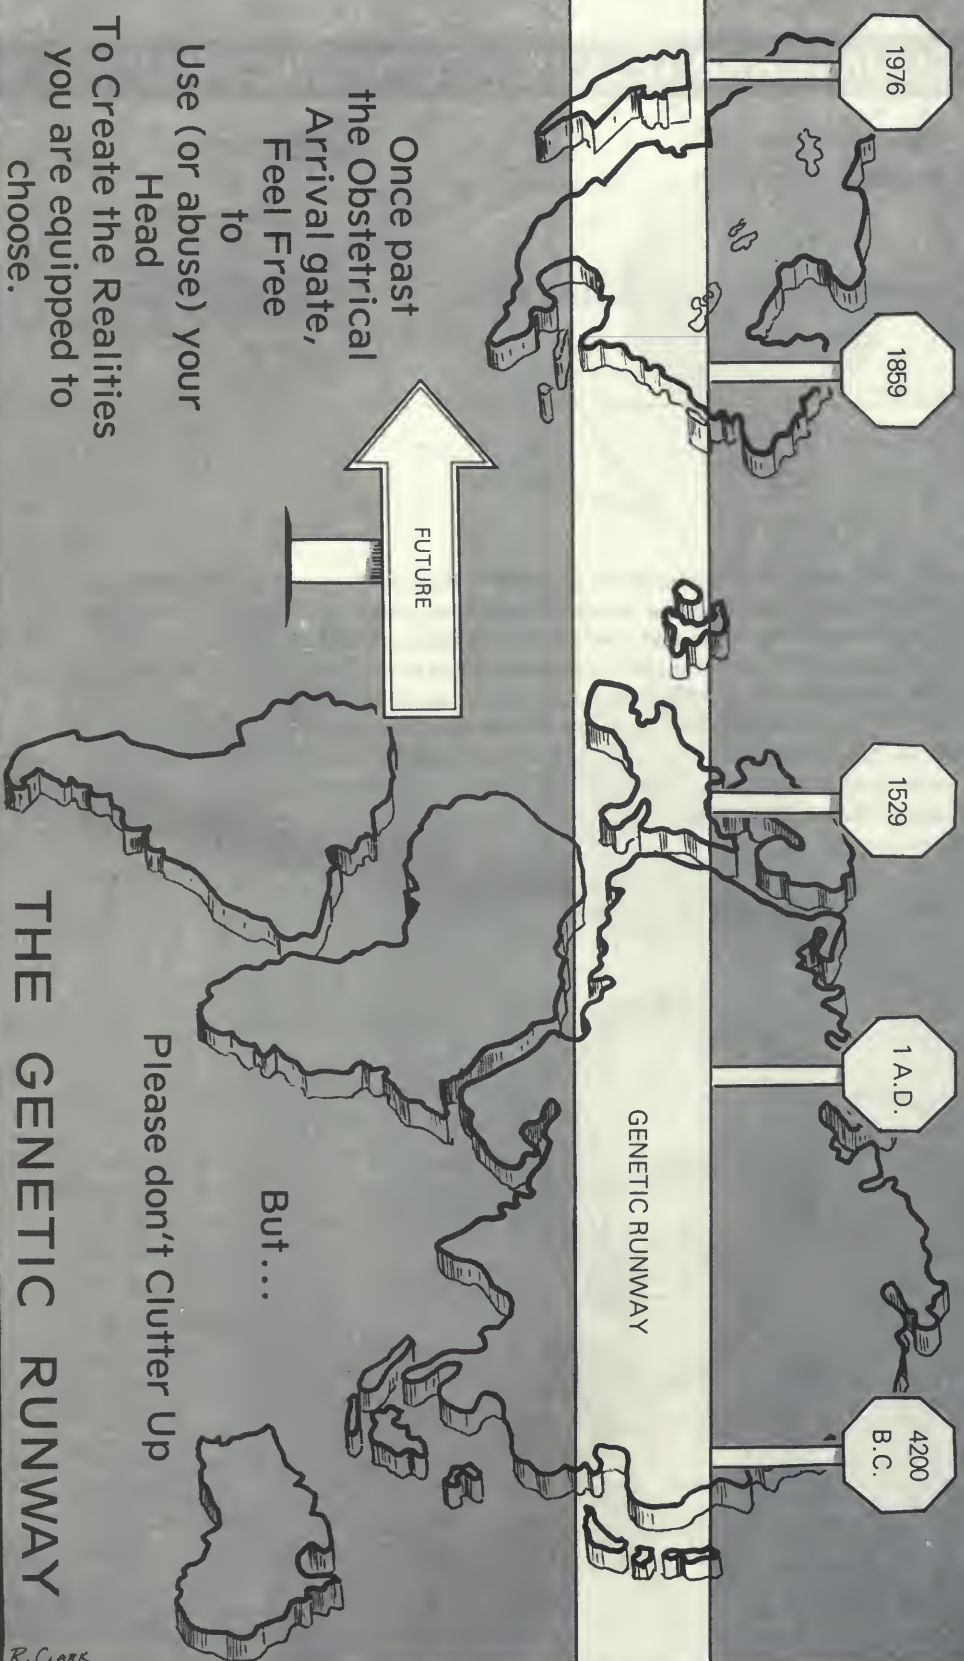 1976
1859
1529
1 A.D.
4200
B.C.
GENETIC RUNWAY
FUTURE
Once past
the Obstetrical
Arrival gate,
Feel Free
to
Use (or abuse) your
Head
To Create the Realities
you are equipped to
choose.
But...
Please don't Clutter Up
THE GENETIC RUNWAY
R. CLARK